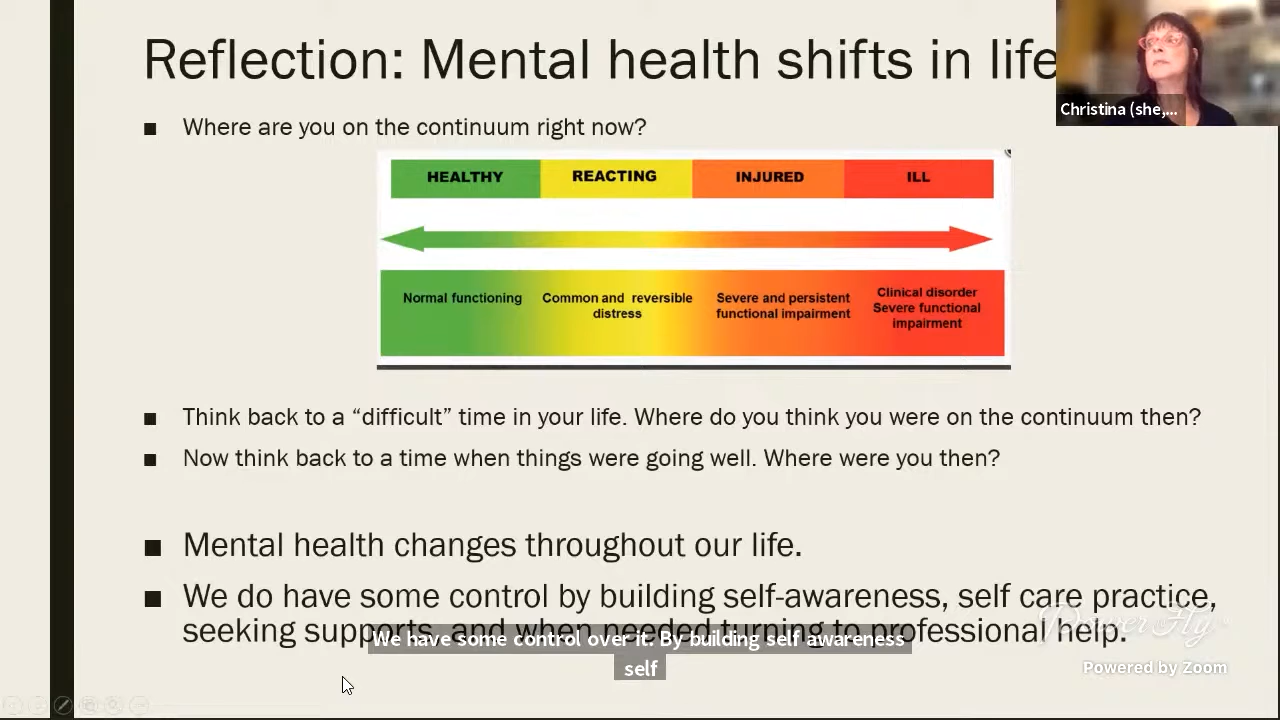 Reflection: Mental health shifts in life
Christina (she,...
■ Where are you on the continuum right now?
HEALTHY REACTING INJURED ILL
Normal functioning
Common and reversible
distress
Severe and persistent
functional impairment
Clinical disorder
Severe functional
impairment
■ Think back to a “difficult” time in your life. Where do you think you were on the continuum then?
■ Now think back to a time when things were going well. Where were you then?
■ Mental health changes throughout our life.
■ We do have some control by building self-awareness, self care practice,
seeking supports, and when needed turning to professional help.
We have some control over it. By building self awareness
self
Powered by Zoom